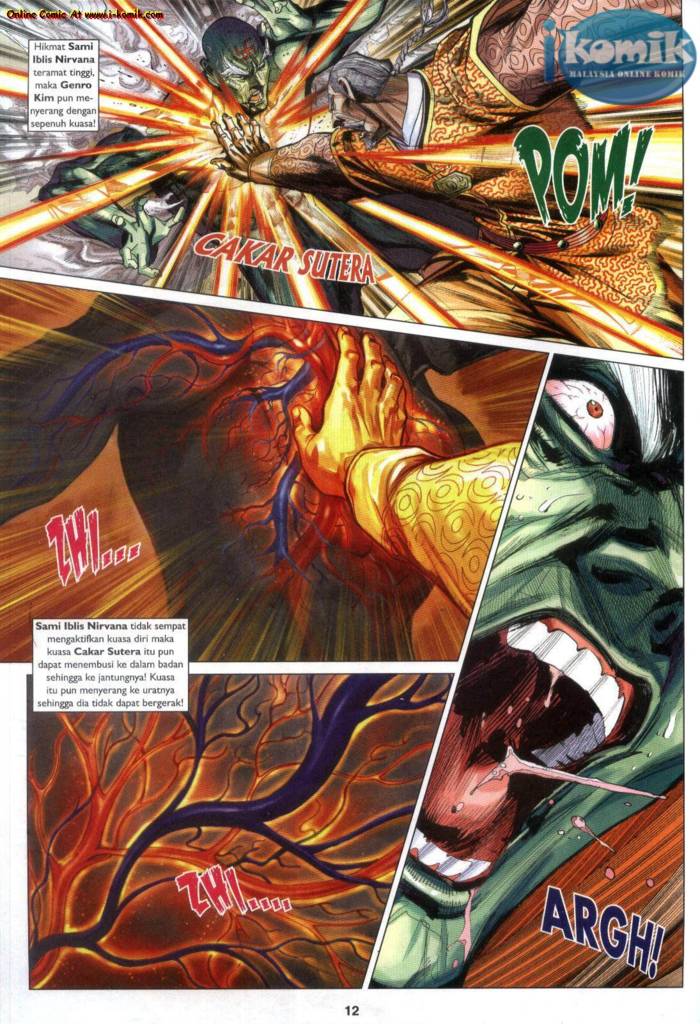 Online Comic At www.i-komik.com
ikomik
MALAYSIA ONLINE KOMIK
Hikmat Sami
Iblis Nirvana
teramat tinggi,
maka Genro
Kim pun me-
nyerang dengan
sepenuh kuasa!
POM!
CAKAR SUTERA
ZHI...
Sami Iblis Nirvana tidak sempat
mengaktifkan kuasa diri maka
kuasa Cakar Sutera itu pun
dapat menembusi ke dalam badan
sehingga ke jantungnya! Kuasa
itu pun menyerang ke uratnya
sehingga dia tidak dapat bergerak!
ZHI....
ARGH!
12